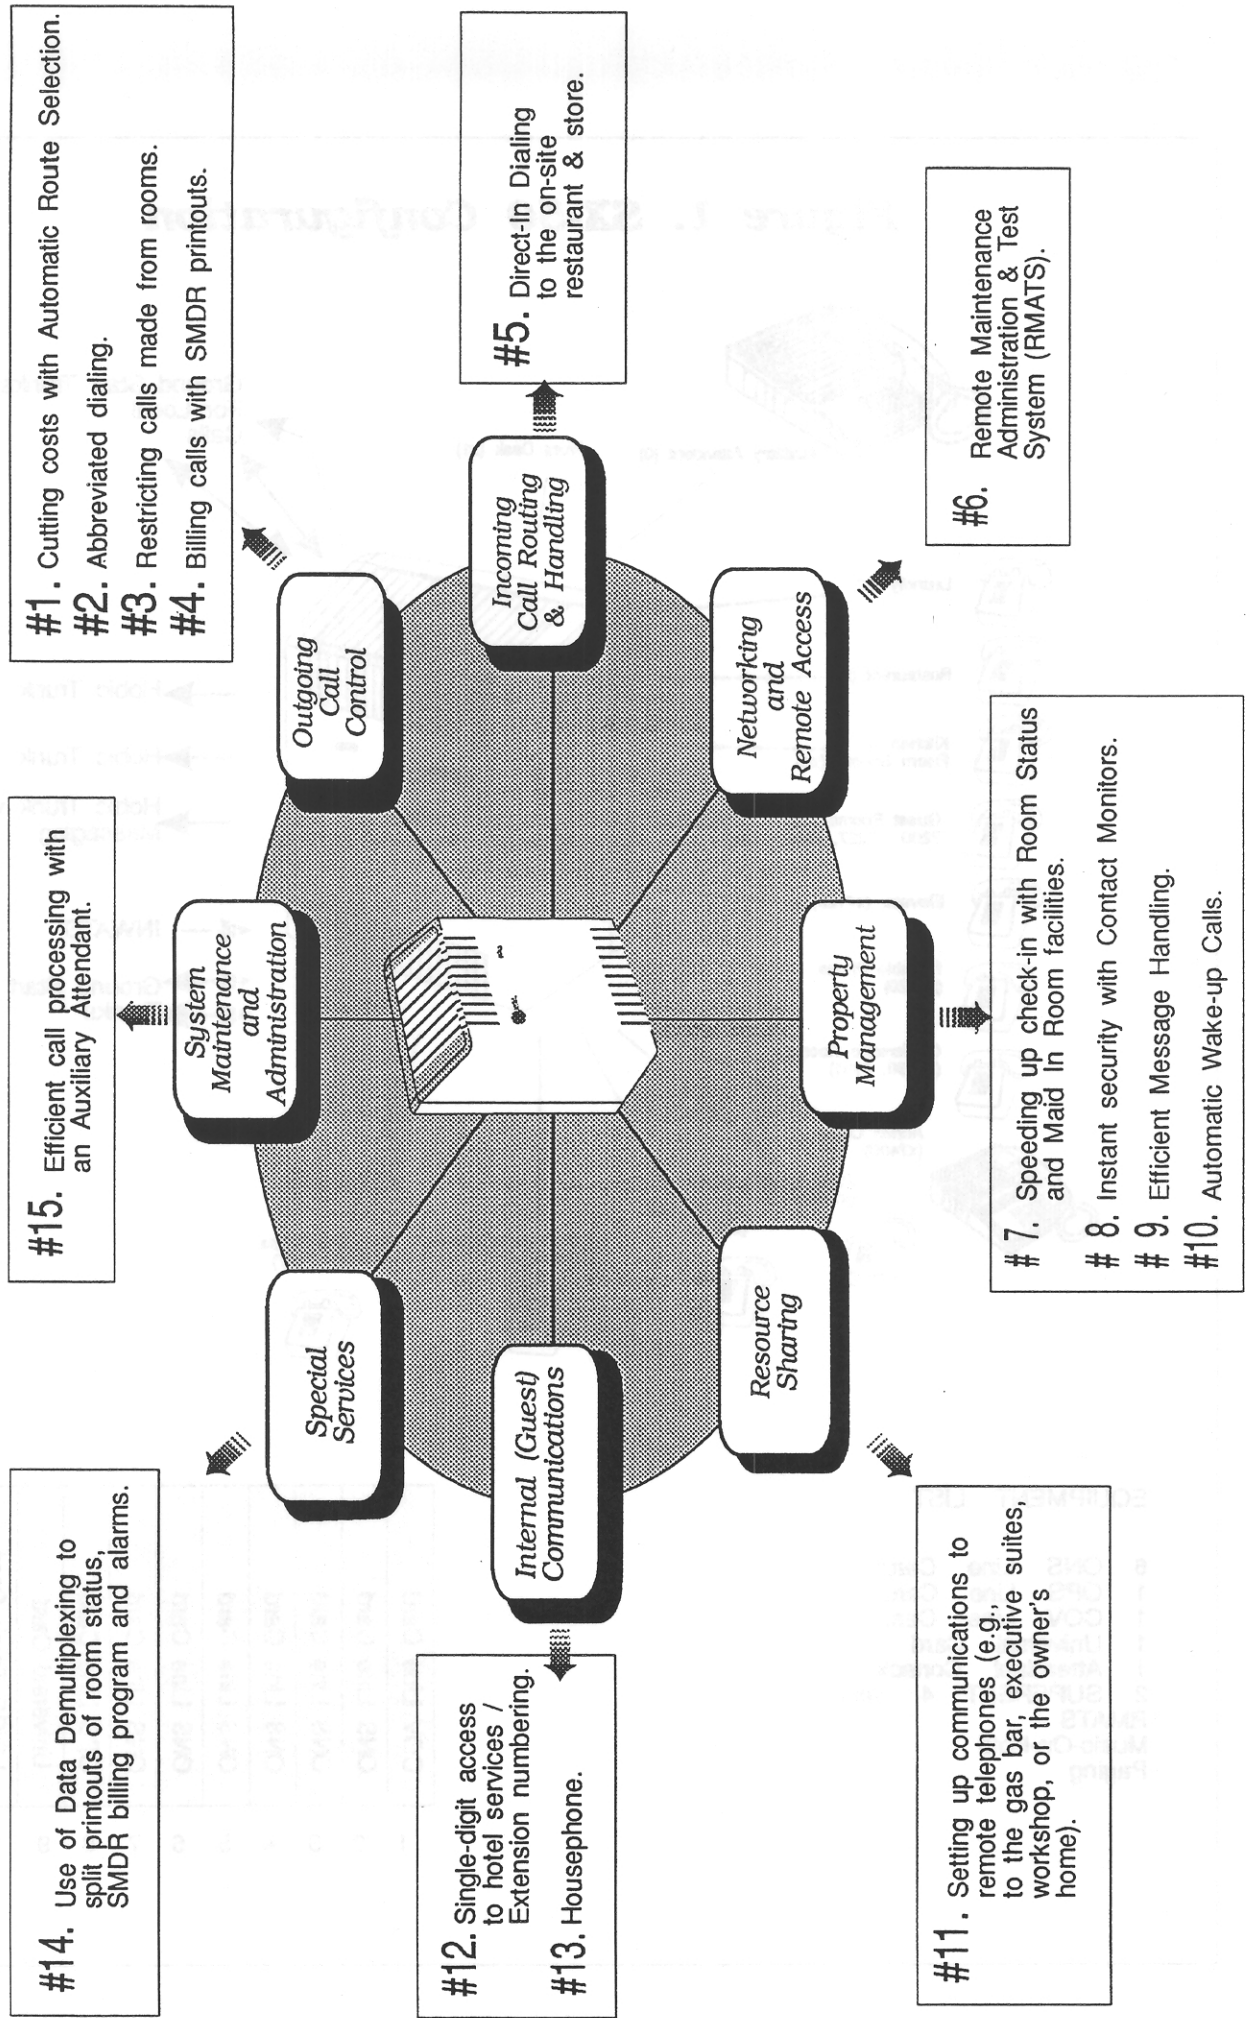 #14. Use of Data Demultiplexing to
split printouts of room status,
SMDR billing program and alarms.
#15. Efficient call processing with
an Auxiliary Attendant.
#1. Cutting costs with Automatic Route Selection.
#2. Abbreviated dialing.
#3. Restricting calls made from rooms.
#4. Billing calls with SMDR printouts.
Special
Services
System
Maintenance
and
Administration
Outgoing
Call
Control
#12. Single-digit access
to hotel services /
Extension numbering.
#13. Housephone.
Internal (Guest)
Communications
Incoming
Call Routing
& Handling
#5. Direct-In Dialing
to the on-site
restaurant & store.
Resource
Sharing
Property
Management
Networking
and
Remote Access
#11. Setting up communications to
remote telephones (e.g.,
to the gas bar, executive suites,
workshop, or the owner's
home).
#7. Speeding up check-in with Room Status
and Maid In Room facilities.
# 8. Instant security with Contact Monitors.
# 9. Efficient Message Handling.
#10. Automatic Wake-up Calls.
#6. Remote Maintenance
Administration & Test
System (RMATS).